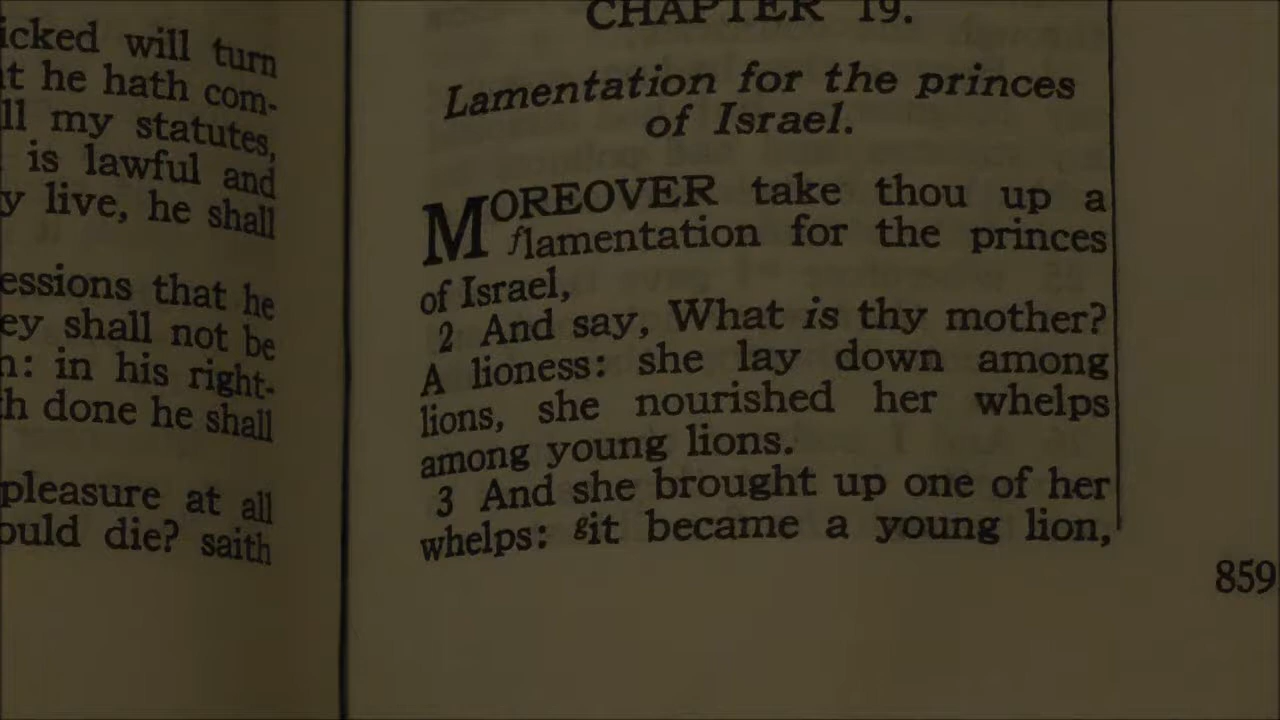 icked will turn
t he hath com-
ll my statutes,
is lawful and
y live, he shall
essions that he
ey shall not be
n: in his right-
h done he shall
pleasure at all
ould die? saith
CHAPTER 19.
Lamentation for the princes
of Israel.
MOREOVER take thou up a
flamentation for the princes
of Israel,
2 And say, What is thy mother?
A lioness: she lay down among
lions, she nourished her whelps
among young lions.
3 And she brought up one of her
whelps: git became a young lion,
859